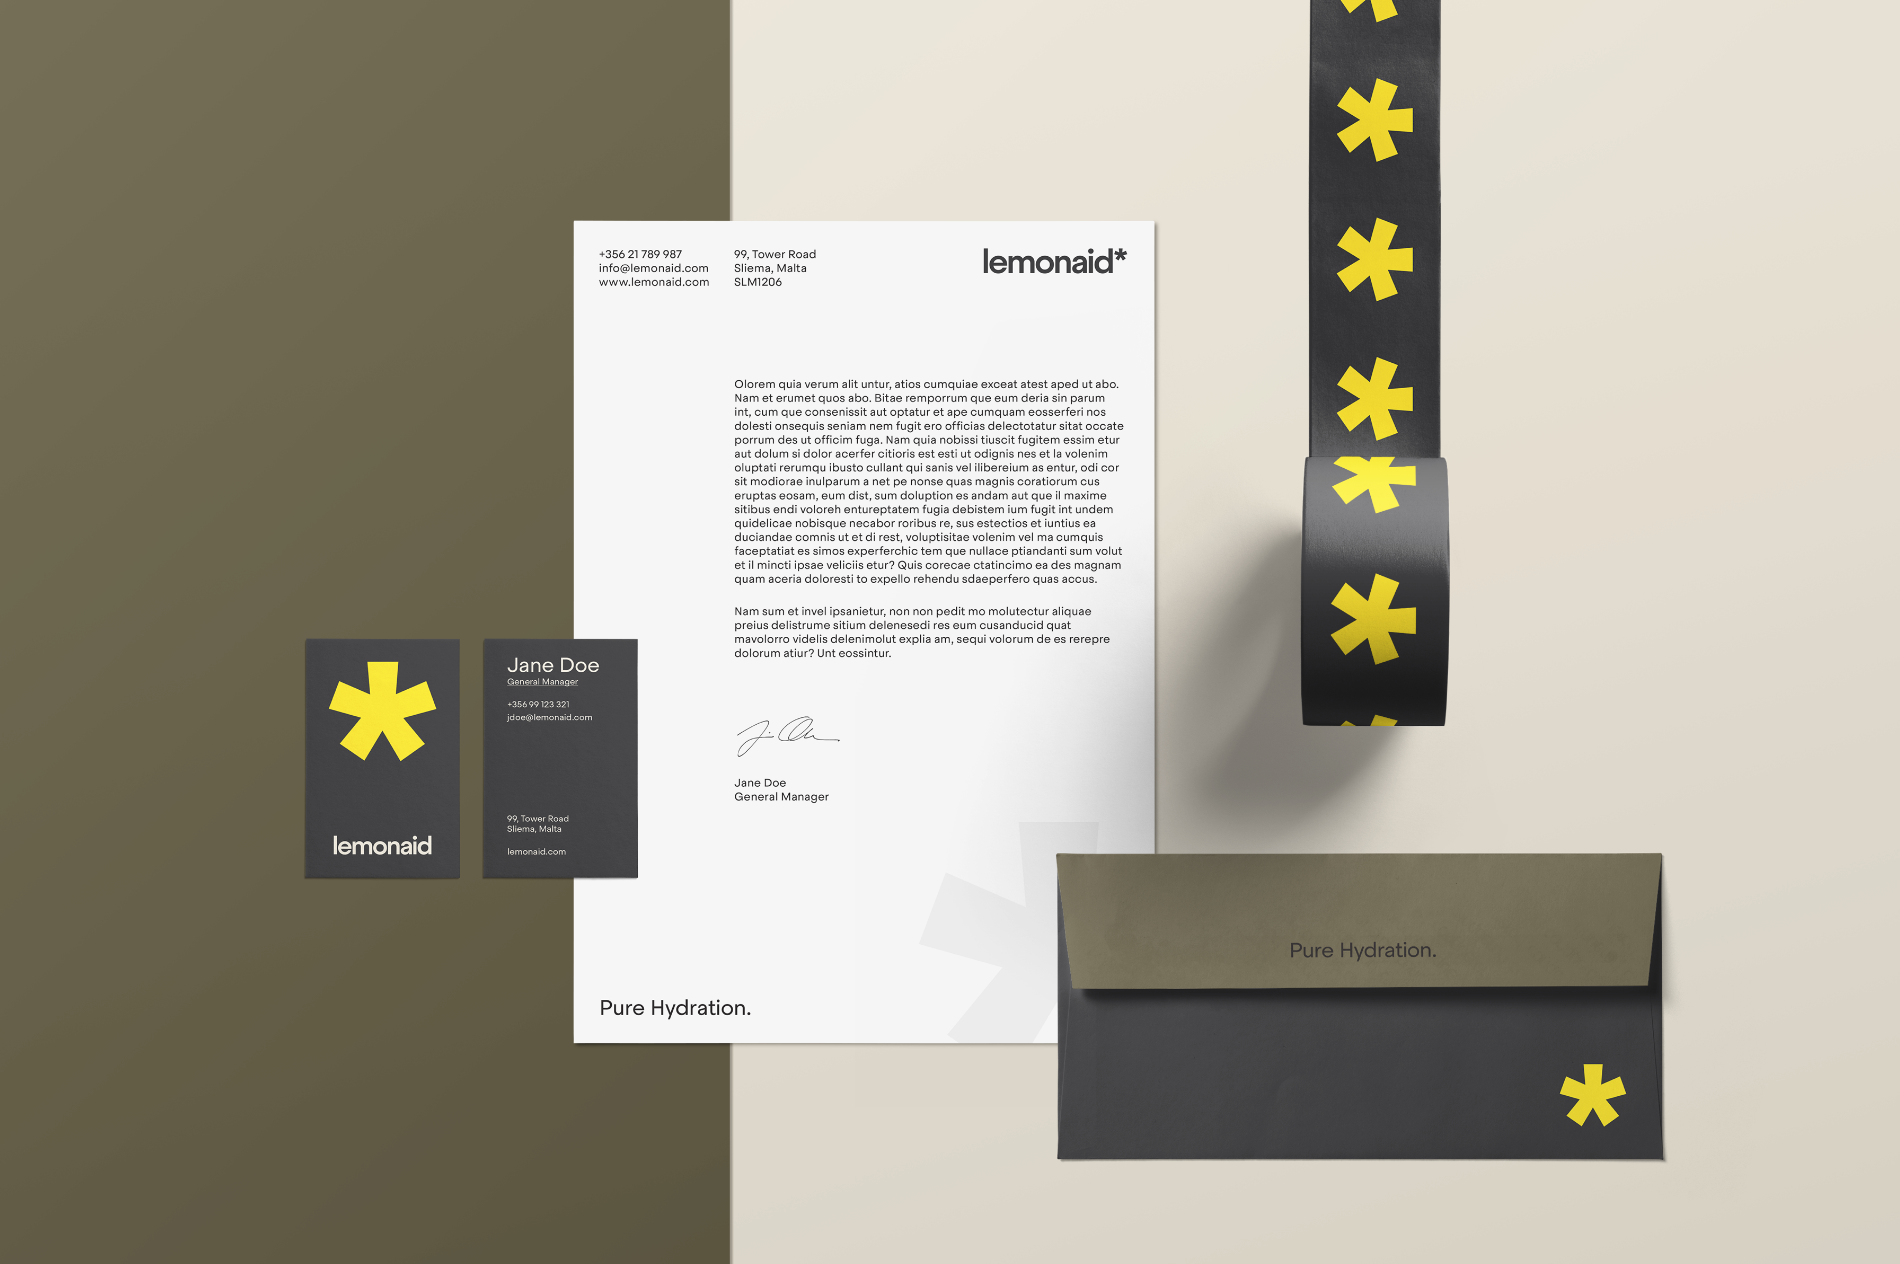 +356 21 789 987
info@lemonaid.com
www.lemonaid.com
99, Tower Road
Sliema, Malta
SLM1206
lemonaid*
Olorem quia verum alit untur, atios cumquiae exceat atest aped ut abo.
Nam et erumet quos abo. Bitae remporrum que eum deria sin parum
int, cum que consenissit aut optatur et ape cumquam eosserferi nos
dolesti onsequis seniam nem fugit ero officias delectotatur sitat occate
porrum des ut officim fuga. Nam quia nobissi tiuscit fugitem essim etur
aut dolum si dolor acerfer citioris est esti ut odignis nes et la volenim
oluptati rerumqu ibusto cullant qui sanis vel ilibereium as entur, odi cor
sit modiorae inulparum a net pe nonse quas magnis coratiorum cus
eruptas eosam, eum dist, sum doluption es andam aut que il maxime
sitibus endi voloreh entureptatem fugia debistem ium fugit int undem
quidelicae nobisque necabor roribus re, sus estectios et iuntius ea
duciandae comnis ut et di rest, voluptisitae volenim vel ma cumquis
faceptatiat es simos experferchic tem que nullace ptiandanti sum volut
et il mincti ipsae veliciis etur? Quis corecae ctatincimo ea des magnam
quam aceria doloresti to expello rehendu sdaeperfero quas accus.
Nam sum et invel ipsanietur, non non pedit mo molutectur aliquae
preius delistrume sitium delenesedi res eum cusanducid quat
mavolorro videlis delenimolut explia am, sequi volorum de es rerepre
dolorum atiur? Unt eossintur.
Jane Doe
General Manager
Pure Hydration.
lemonaid
Jane Doe
General Manager
+356 99 123 321
jdoe@lemonaid.com
99, Tower Road
Sliema, Malta
lemonaid.com
Pure Hydration.